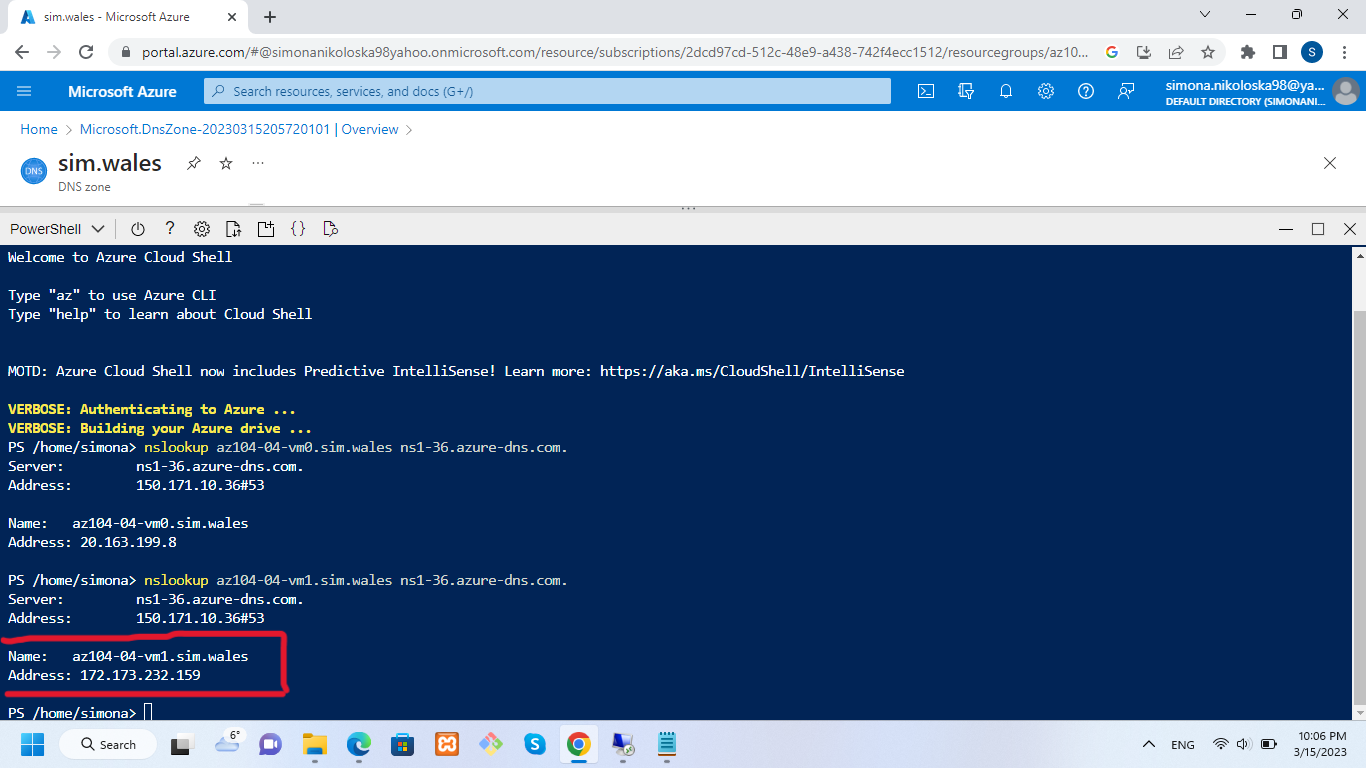 sim.wales - Microsoft Azure
portal.azure.com/#@simonanikoloska98yahoo.onmicrosoft.com/resource/subscriptions/2dcd97cd-512c-48e9-a438-742f4ecc1512/resourcegroups/az10...
S
Microsoft Azure
Search resources, services, and docs (G+/)
simona.nikoloska98@ya...
DEFAULT DIRECTORY (SIMONANI...
Home > Microsoft.DnsZone-20230315205720101 | Overview >
DNS
sim.wales
DNS zone
PowerShell
Welcome to Azure Cloud Shell
Type "az" to use Azure CLI
Type "help" to learn about Cloud Shell
MOTD: Azure Cloud Shell now includes Predictive IntelliSense! Learn more: https://aka.ms/CloudShell/IntelliSense
VERBOSE: Authenticating to Azure ...
VERBOSE: Building your Azure drive ...
PS /home/simona> nslookup az104-04-vm0.sim.wales ns1-36.azure-dns.com.
Server: ns1-36.azure-dns.com.
Address: 150.171.10.36#53
Name: az104-04-vm0.sim.wales
Address: 20.163.199.8
PS /home/simona> nslookup az104-04-vm1.sim.wales ns1-36.azure-dns.com.
Server: ns1-36.azure-dns.com.
Address: 150.171.10.36#53
Name: az104-04-vm1.sim.wales
Address: 172.173.232.159
PS /home/simona>
Search
6°
ENG
10:06 PM
3/15/2023